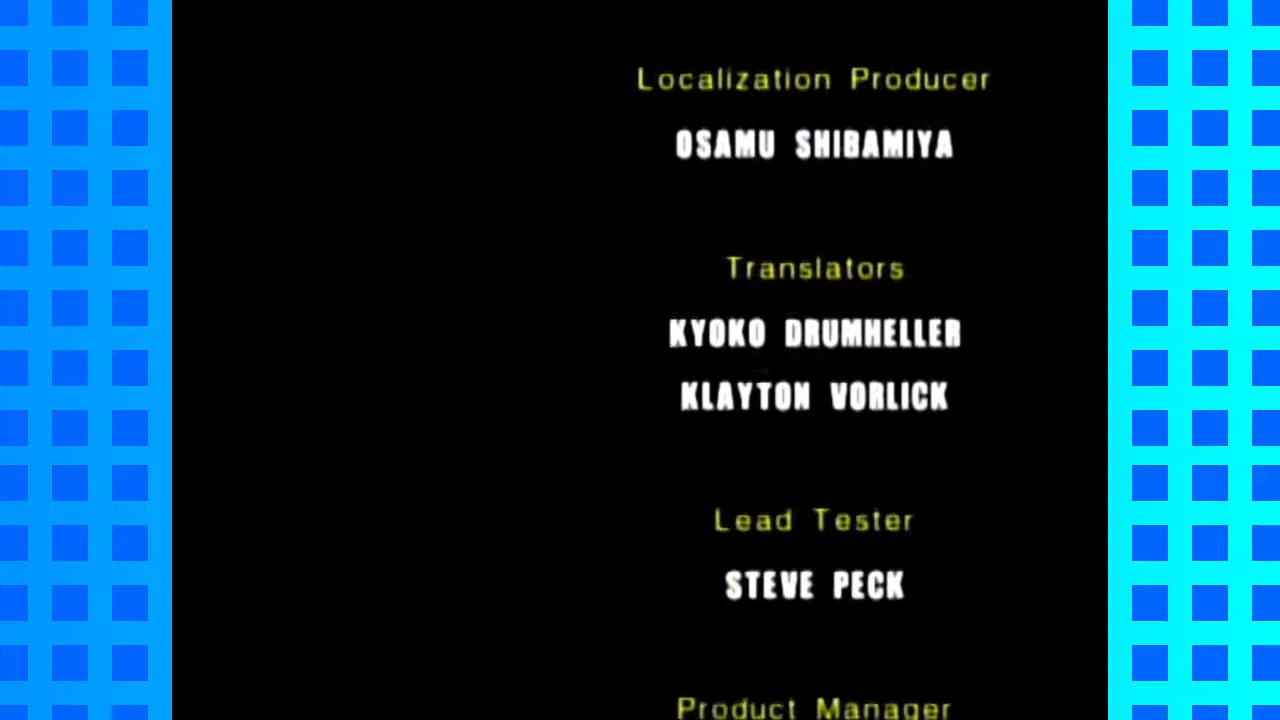 Localization Producer
OSAMU SHIBAMIYA
Translators
KYOKO DRUMHELLER
KLAYTON VORLICK
Lead Tester
STEVE PECK
Product Manager